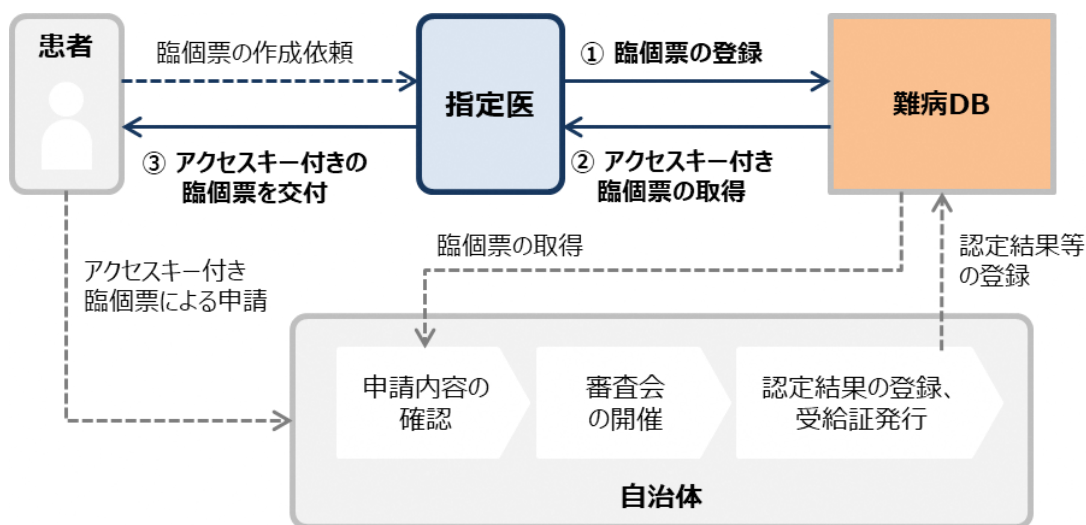 患者
臨個票の作成依頼
① 臨個票の登録
指定医
難病DB
③ アクセスキー付きの
臨個票を交付
② アクセスキー付き
臨個票の取得
臨個票の取得
認定結果等
の登録
アクセスキー付き
臨個票による申請
申請内容の
確認
審査会
の開催
認定結果の登録、
受給証発行
自治体